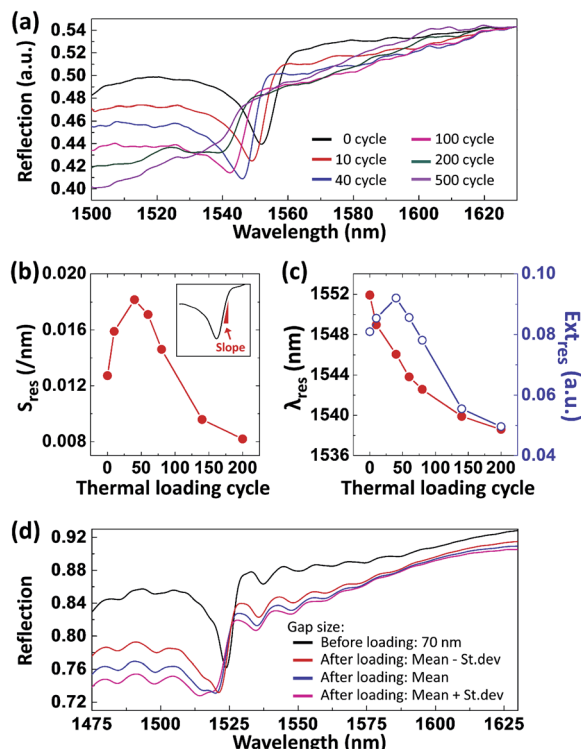 (a)
Reflection (a.u.)
0.54
0.52
0.50
0.48
0.46
0.44
0.42
0.40
0 cycle
10 cycle
40 cycle
100 cycle
200 cycle
500 cycle
1500 1520 1540 1560 1580 1600 1620
Wavelength (nm)
(b)
S_res (/nm)
0.020
0.016
0.012
0.008
Slope
0 50 100 150 200
Thermal loading cycle
(c)
λ_res (nm)
1552
1548
1544
1540
1536
0.10
0.08
0.06
0.04
Ext_res (a.u.)
0 50 100 150 200
Thermal loading cycle
(d)
Reflection
0.92
0.88
0.84
0.80
0.76
0.72
Gap size:
Before loading: 70 nm
After loading: Mean - St.dev
After loading: Mean
After loading: Mean + St.dev
1475 1500 1525 1550 1575 1600 1625
Wavelength (nm)